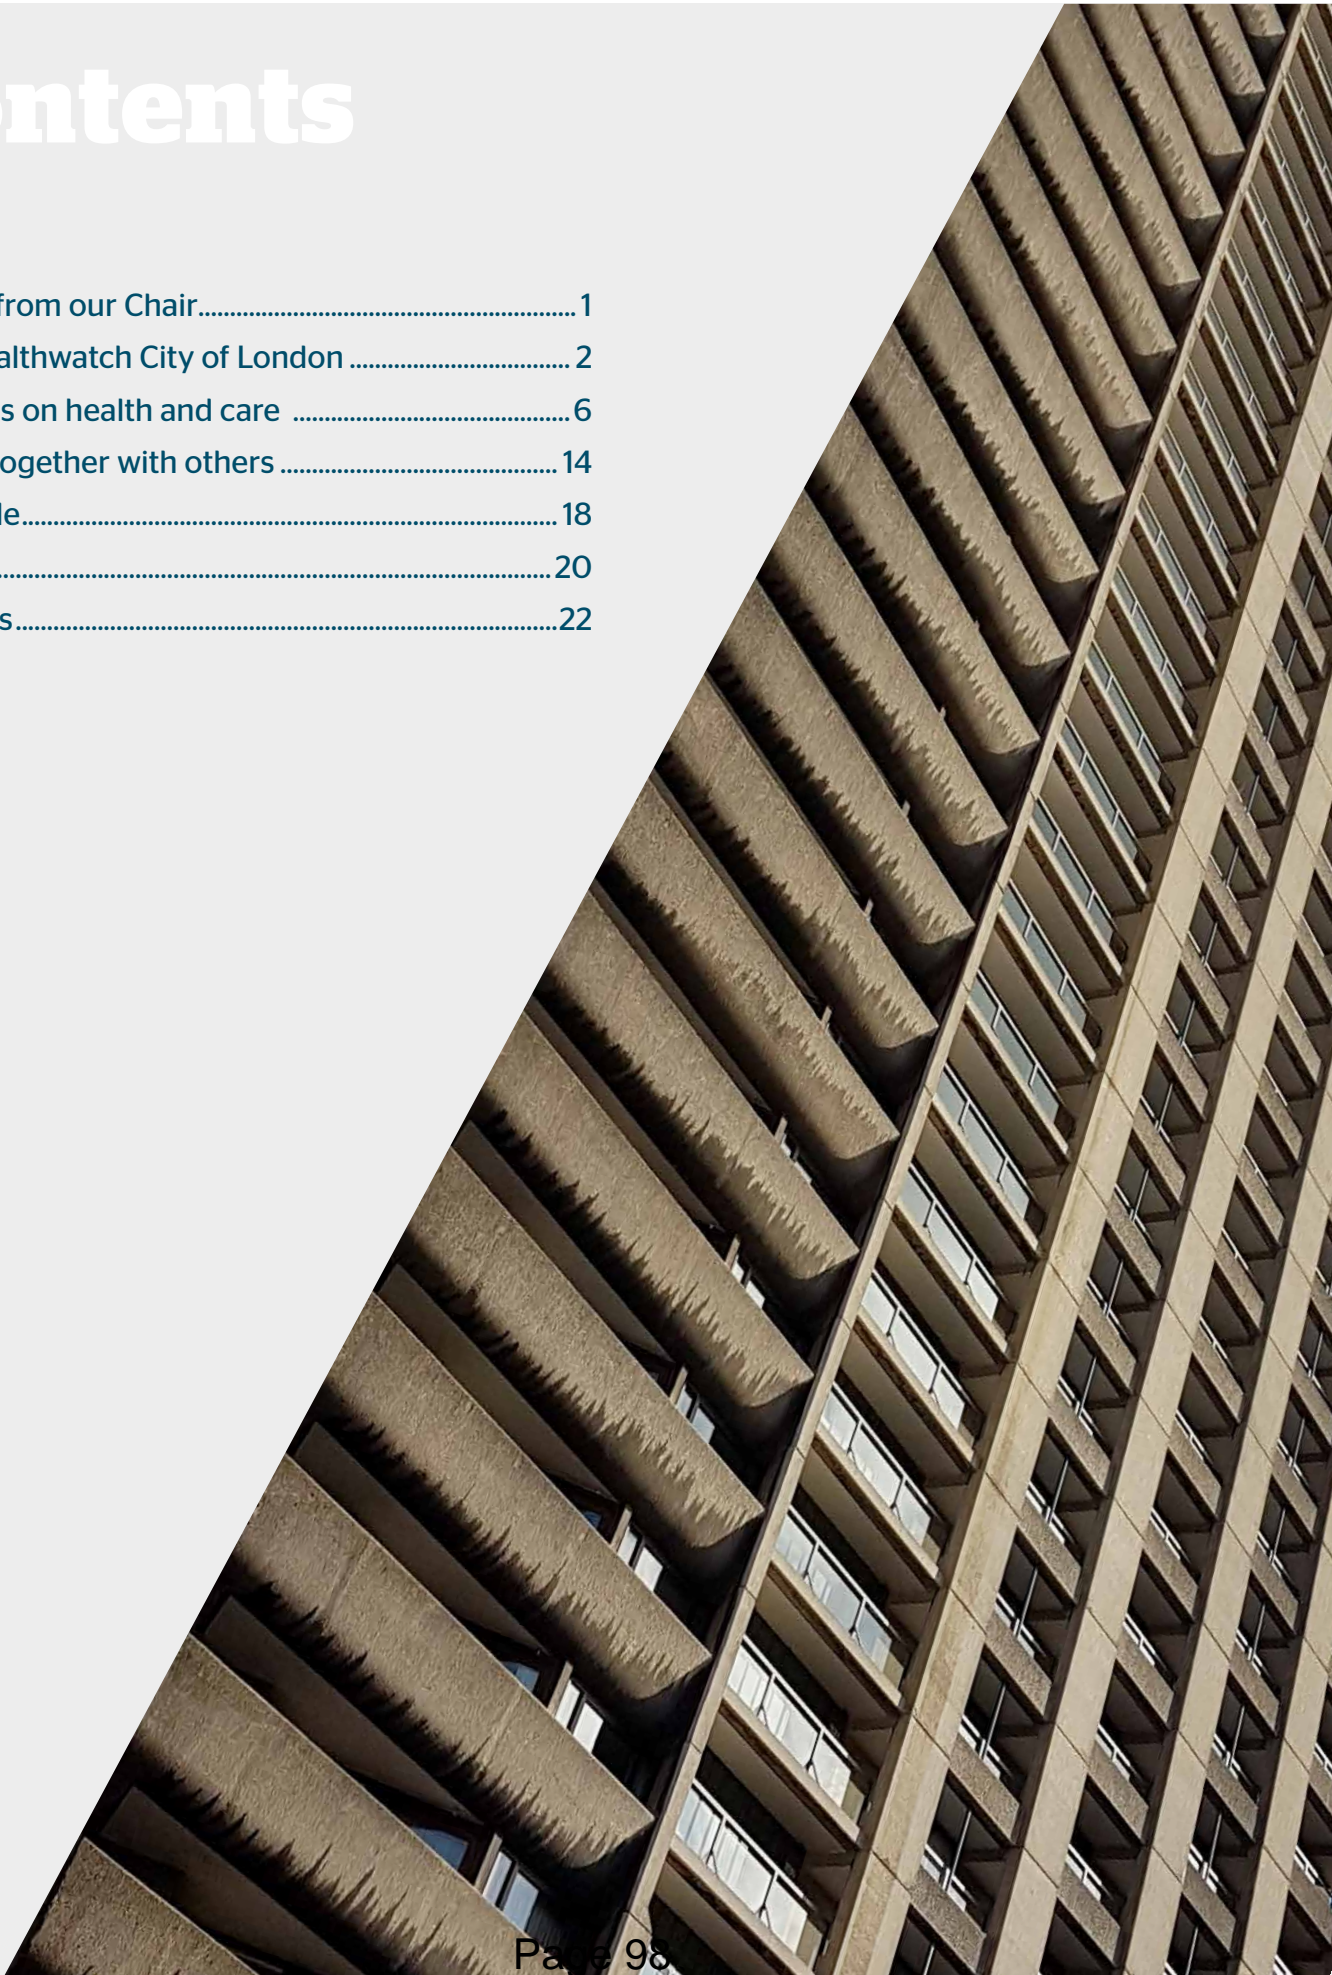 ontents
from our Chair............................................................1
althwatch City of London ................................... 2
s on health and care ............................................6
ogether with others ............................................ 14
le..................................................................................... 18
........................................................................................20
s......................................................................................22
Page 98